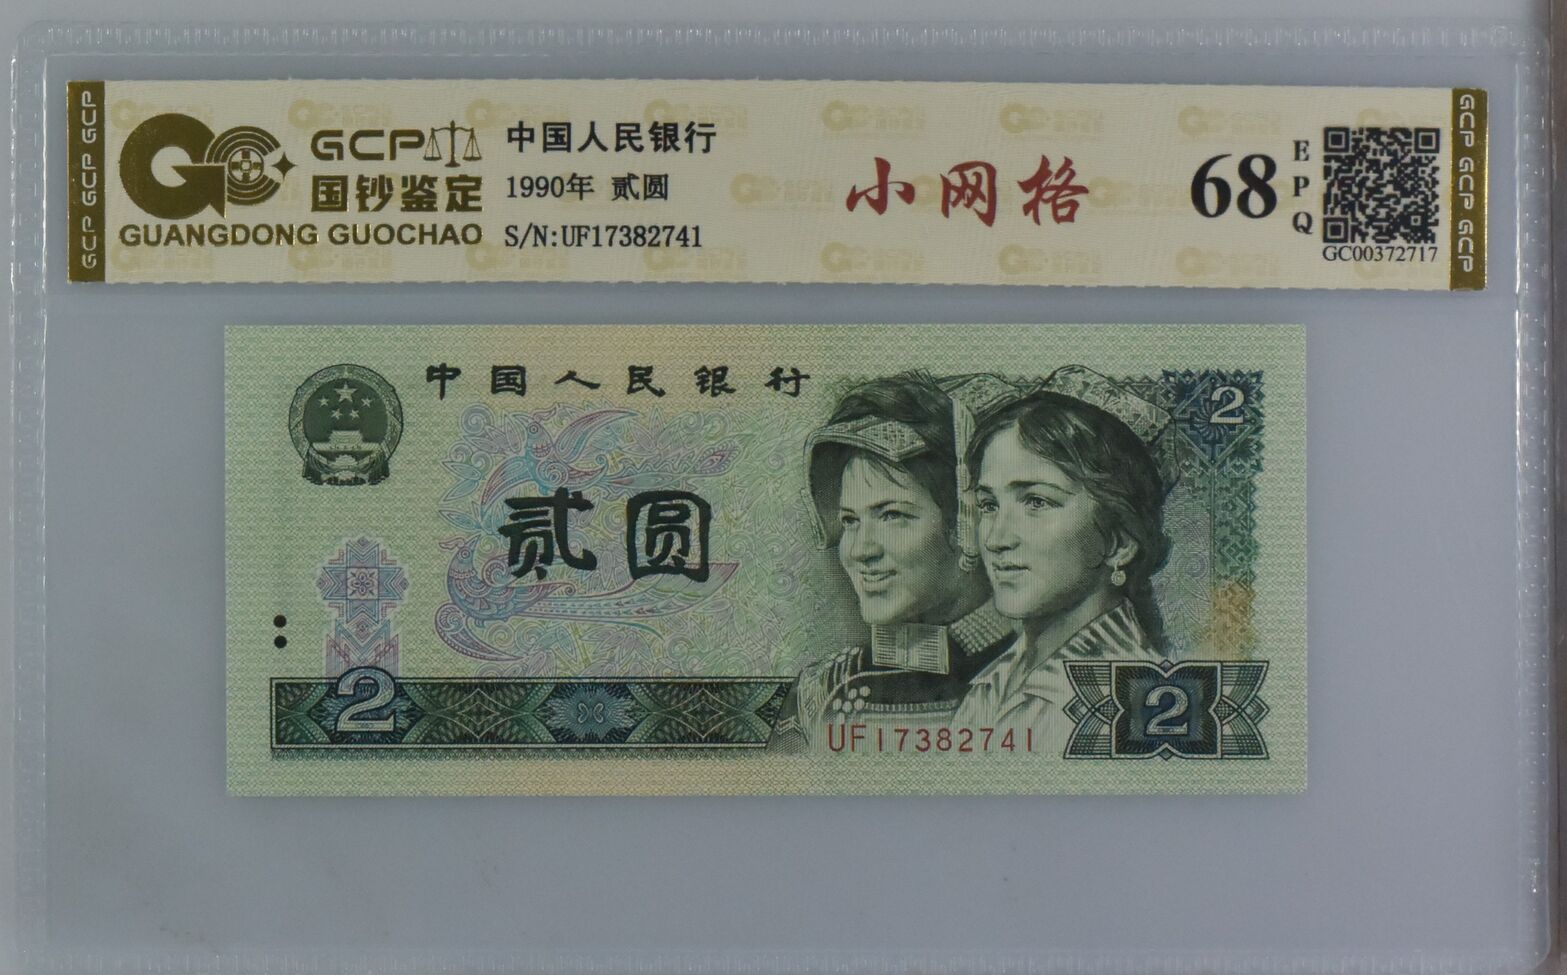 GCP GCP GCP
GCP
国钞鉴定
GUANGDONG GUOCHAO
中国人民银行
1990年 贰圆
S/N:UF17382741
小网格
68
EPQ
GC00372717
GCP GCP GCP
中国人民银行
2
贰圆
2
UF17382741
2